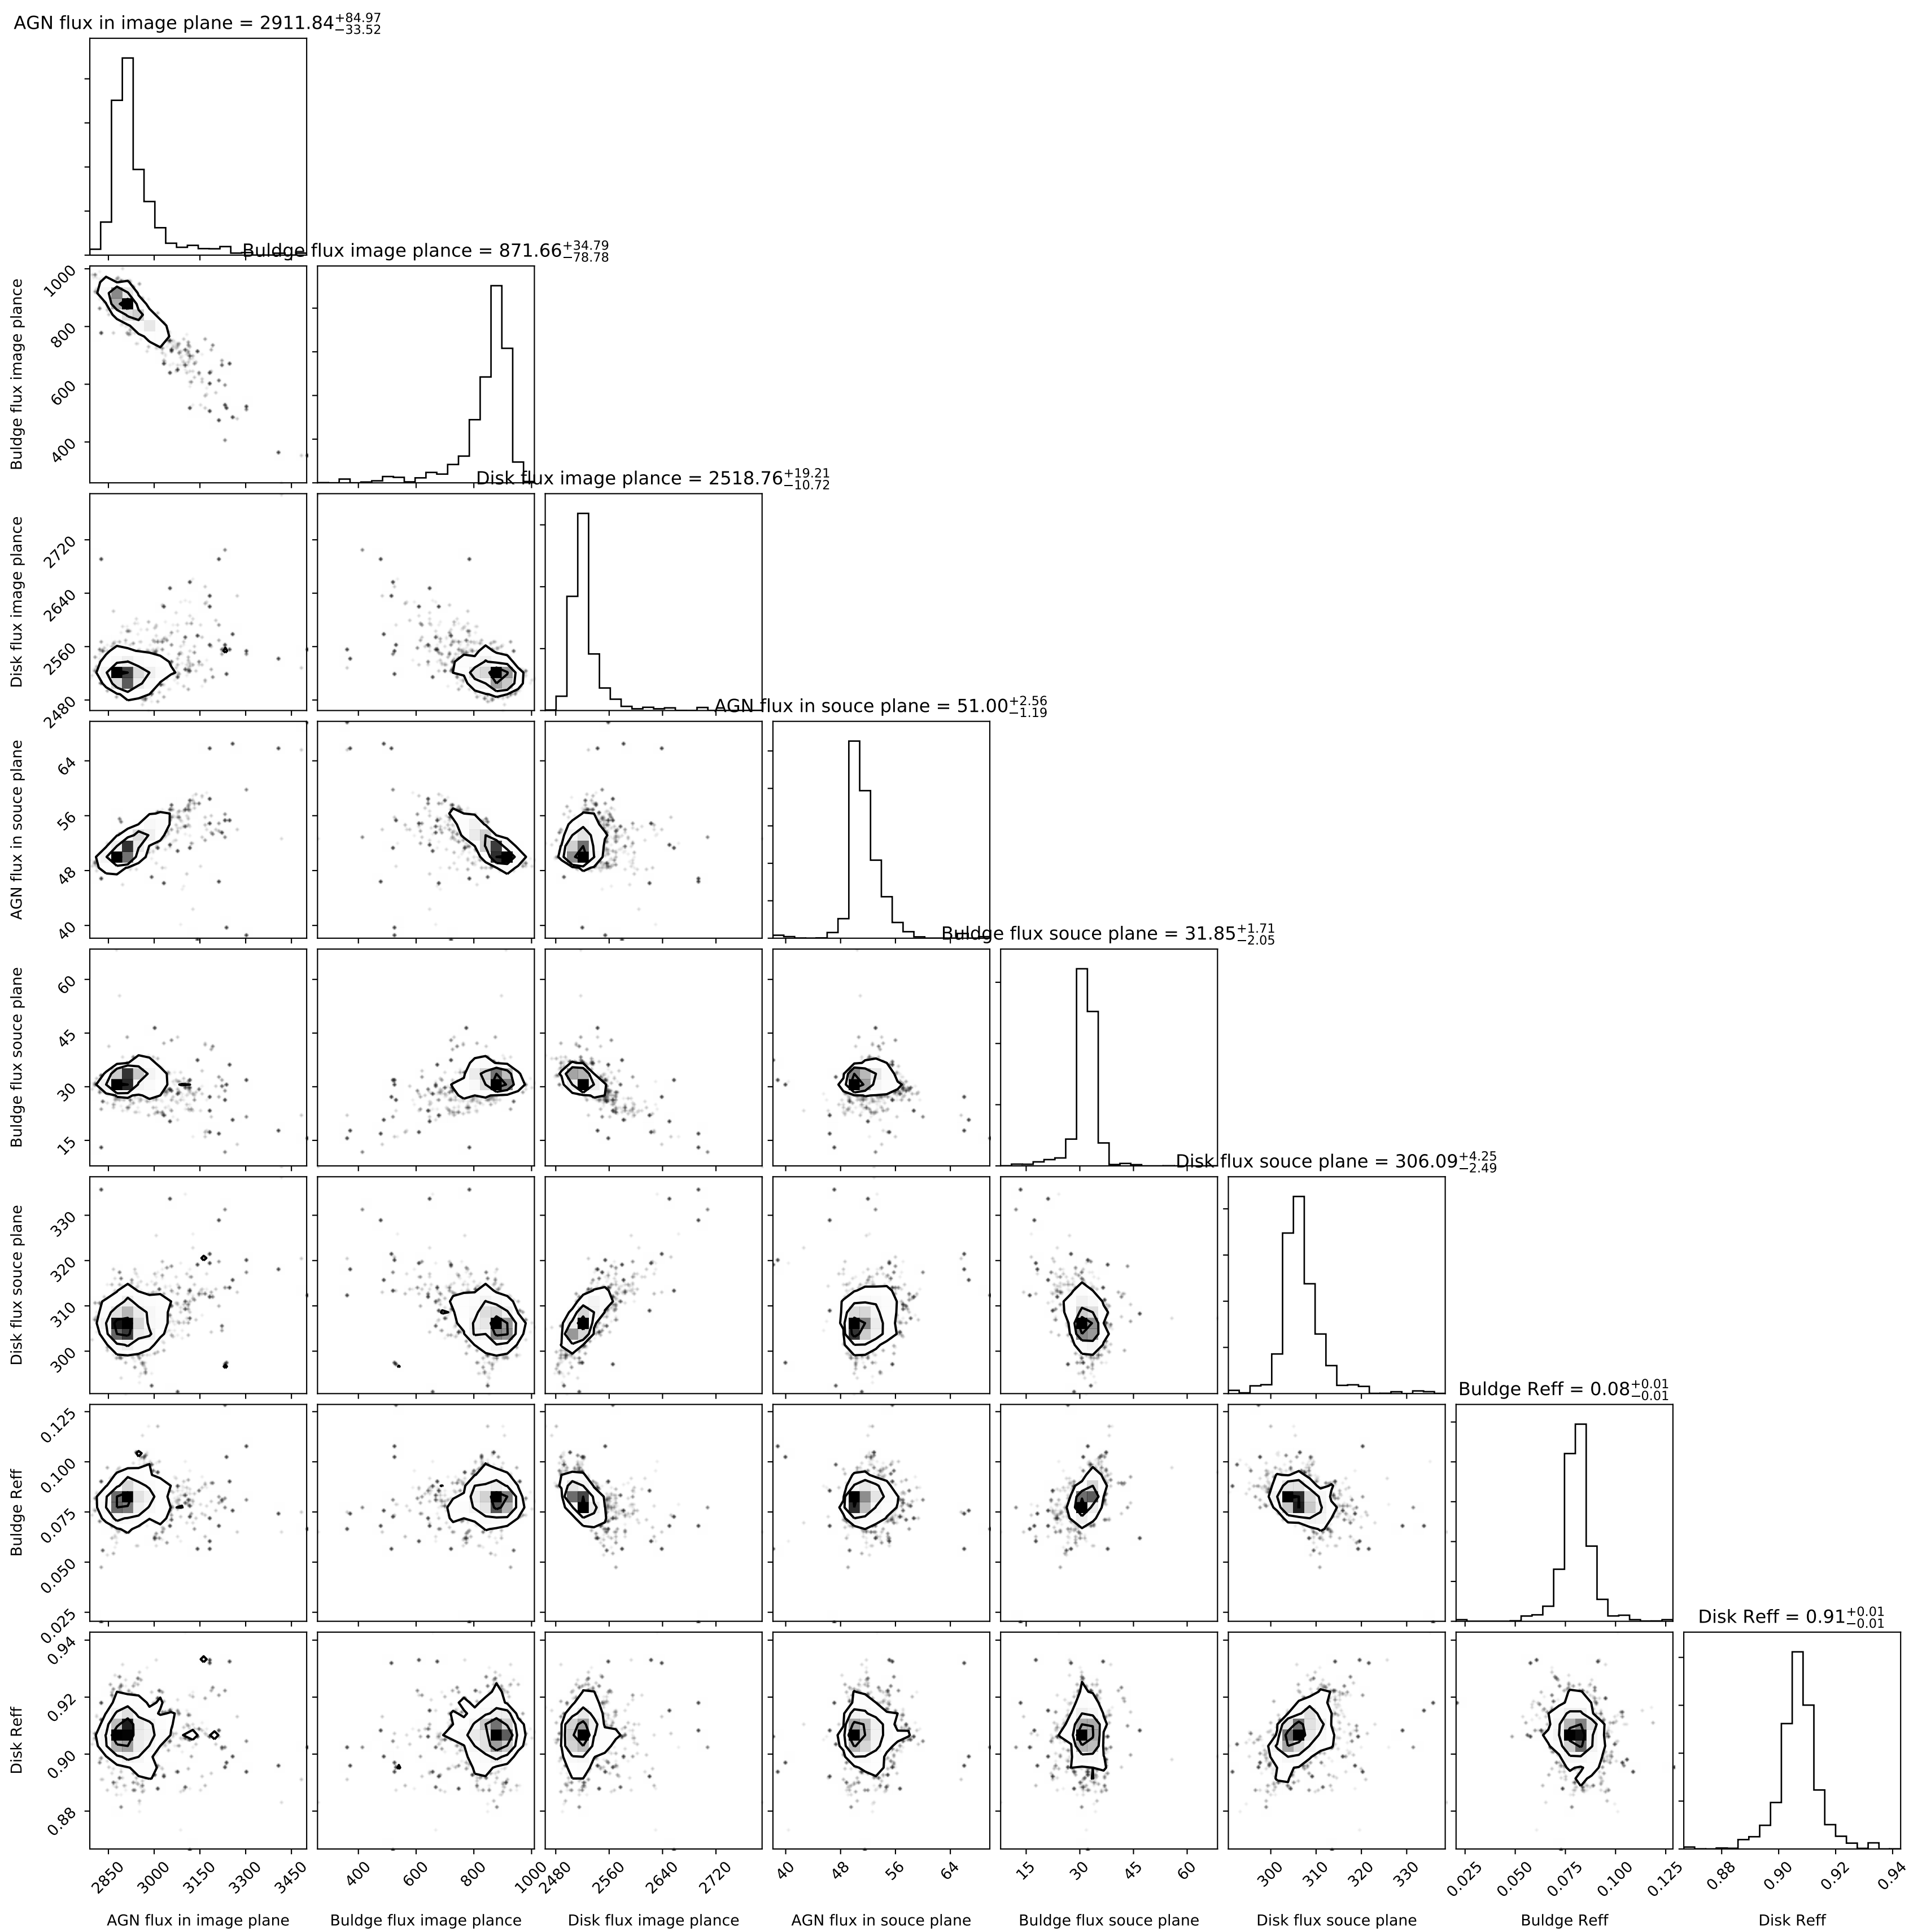 AGN flux in image plane = 2911.84+84.97−33.52
Buldge flux image plance = 871.66+34.79−78.78
1000
800
600
400
Buldge flux image plance
Disk flux image plance = 2518.76+19.21−10.72
2720
2640
2560
2480
Disk flux image plance
AGN flux in souce plane = 51.00+2.56−1.19
64
56
48
40
AGN flux in souce plane
Buldge flux souce plane = 31.85+1.71−2.05
60
45
30
15
Buldge flux souce plane
Disk flux souce plane = 306.09+4.25−2.49
330
320
310
300
Disk flux souce plane
Buldge Reff = 0.08+0.01−0.01
0.125
0.100
0.075
0.050
0.025
Buldge Reff
Disk Reff = 0.91+0.01−0.01
0.94
0.92
0.90
0.88
Disk Reff
2850 3000 3150 3300 3450 400 600 800 1000 2480 2560 2640 2720 40 48 56 64 15 30 45 60 300 310 320 330 0.025 0.050 0.075 0.100 0.125 0.88 0.90 0.92 0.94
AGN flux in image plane Buldge flux image plance Disk flux image plance AGN flux in souce plane Buldge flux souce plane Disk flux souce plane Buldge Reff Disk Reff